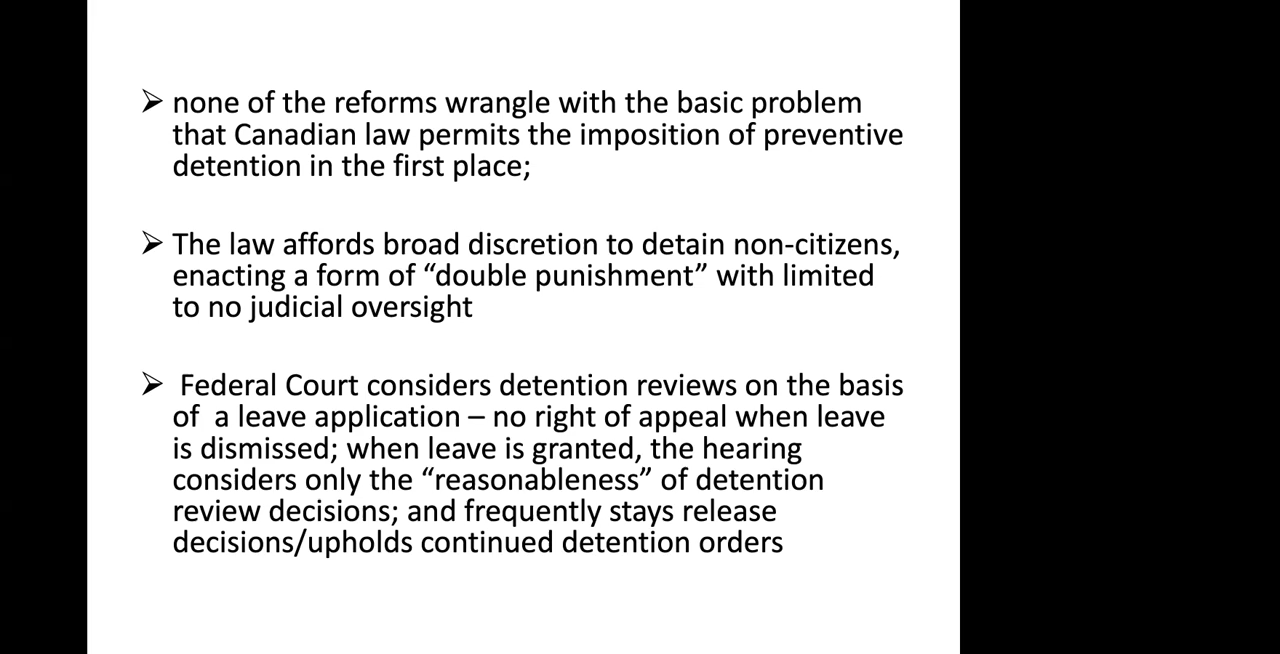 ➢ none of the reforms wrangle with the basic problem
that Canadian law permits the imposition of preventive
detention in the first place;
➢ The law affords broad discretion to detain non-citizens,
enacting a form of “double punishment” with limited
to no judicial oversight
➢ Federal Court considers detention reviews on the basis
of  a leave application – no right of appeal when leave
is dismissed; when leave is granted, the hearing
considers only the “reasonableness” of detention
review decisions; and frequently stays release
decisions/upholds continued detention orders